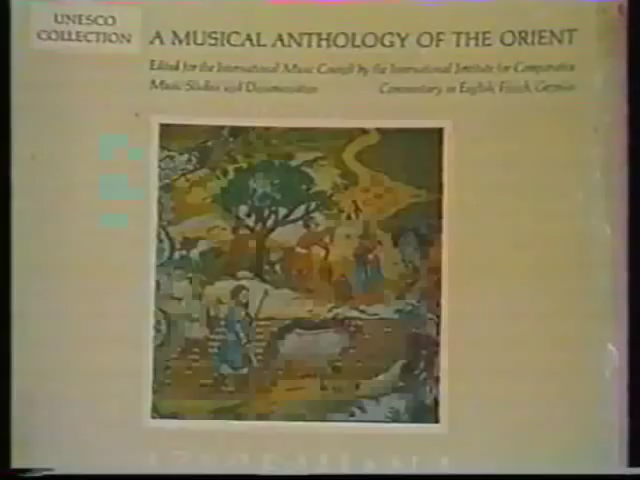 UNESCO
COLLECTION
A MUSICAL ANTHOLOGY OF THE ORIENT
Edited for the International Music Council by the International Institute for Comparative
Music Studies and Documentation Commentary in English, French, German